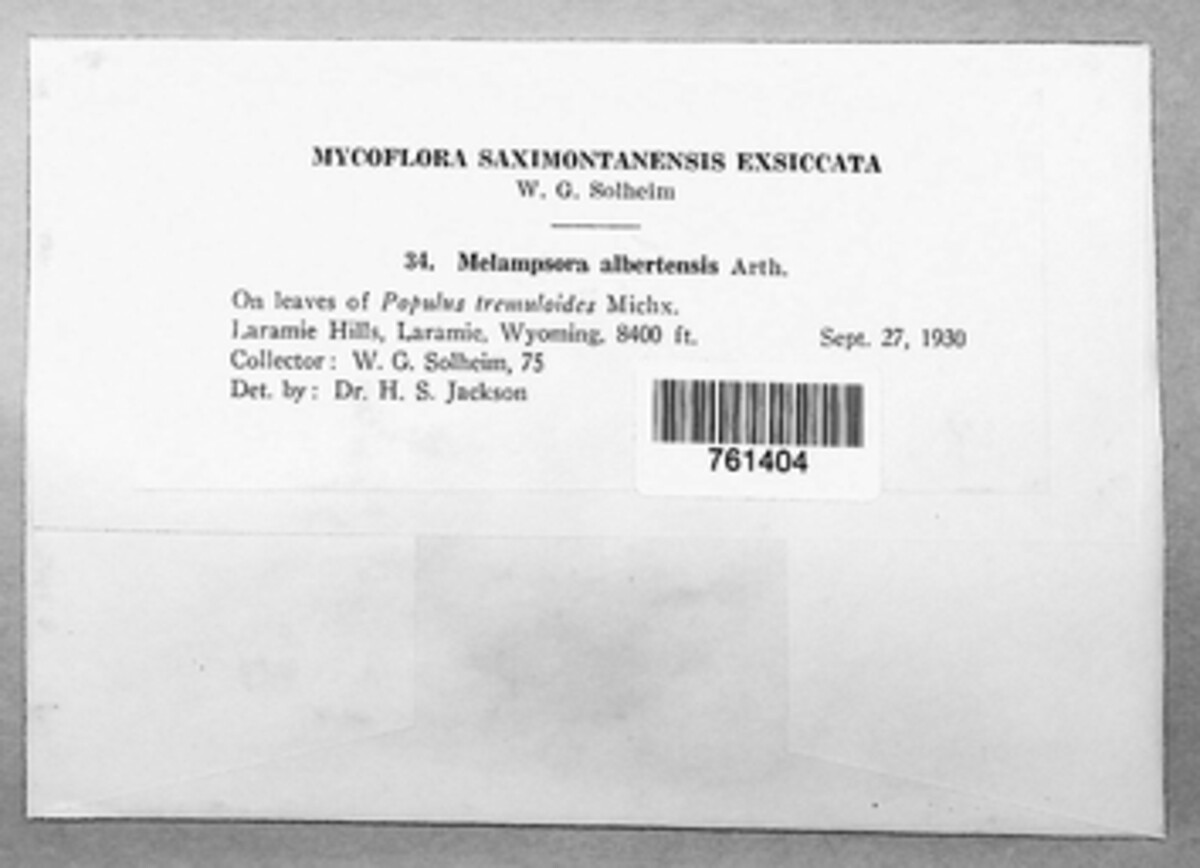 MYCOFLORA SAXIMONTANENSIS EXSICCATA
W. G. Solheim
34. Melampsora albertensis Arth.
On leaves of Populus tremuloides Michx.
Laramie Hills, Laramie, Wyoming, 8400 ft. Sept. 27, 1930
Collector: W. G. Solheim, 75
Det. by: Dr. H. S. Jackson
761404